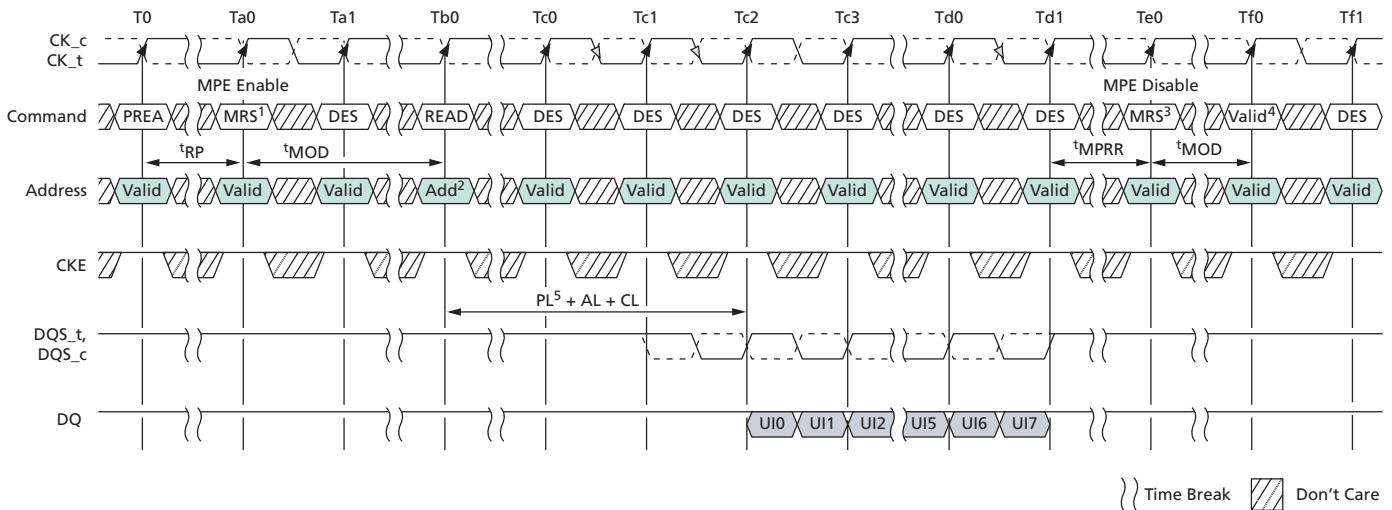 T0 Ta0 Ta1 Tb0 Tc0 Tc1 Tc2 Tc3 Td0 Td1 Te0 Tf0 Tf1
CK_c
CK_t
MPE Enable MPE Disable
Command PREA MRS¹ DES READ DES DES DES DES DES DES MRS³ Valid⁴ DES
tRP tMOD tMPRR tMOD
Address Valid Valid Valid Add² Valid Valid Valid Valid Valid Valid Valid Valid Valid
CKE
PL⁵ + AL + CL
DQS_t,
DQS_c
DQ UI0 UI1 UI2 UI5 UI6 UI7
Time Break Don't Care